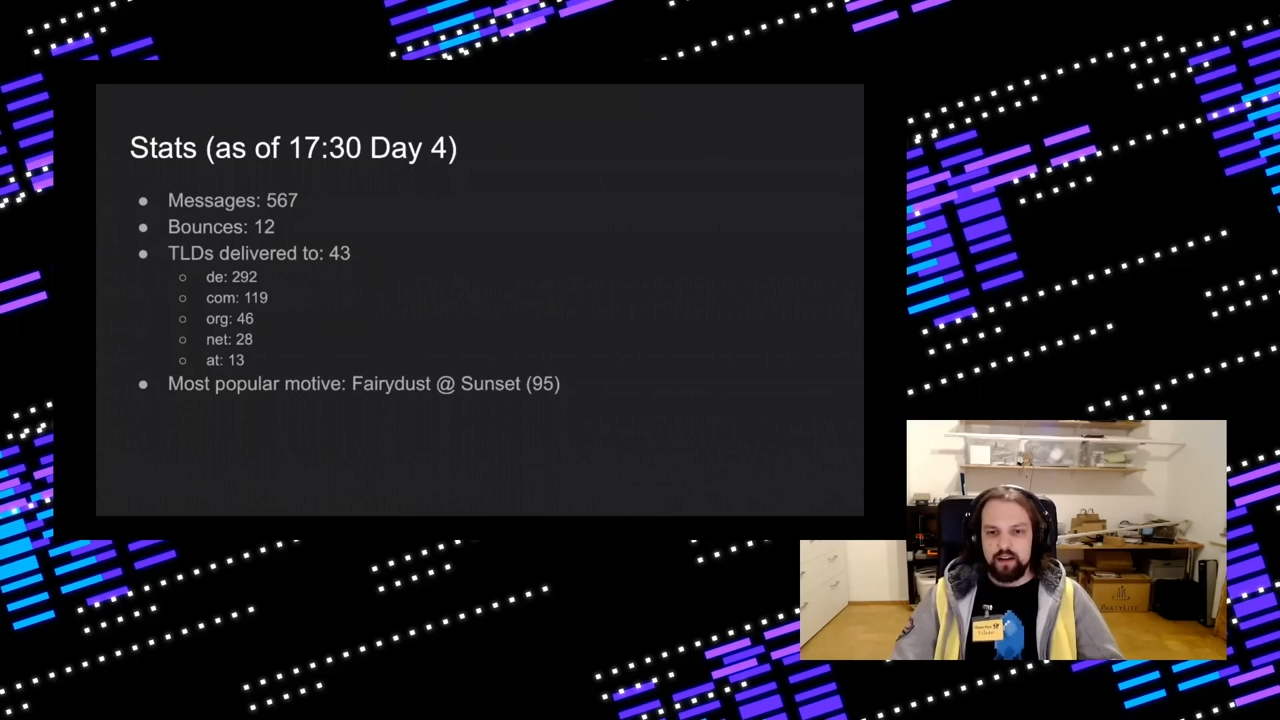 Stats (as of 17:30 Day 4)
● Messages: 567
● Bounces: 12
● TLDs delivered to: 43
○ de: 292
○ com: 119
○ org: 46
○ net: 28
○ at: 13
● Most popular motive: Fairydust @ Sunset (95)
PARTYLITE